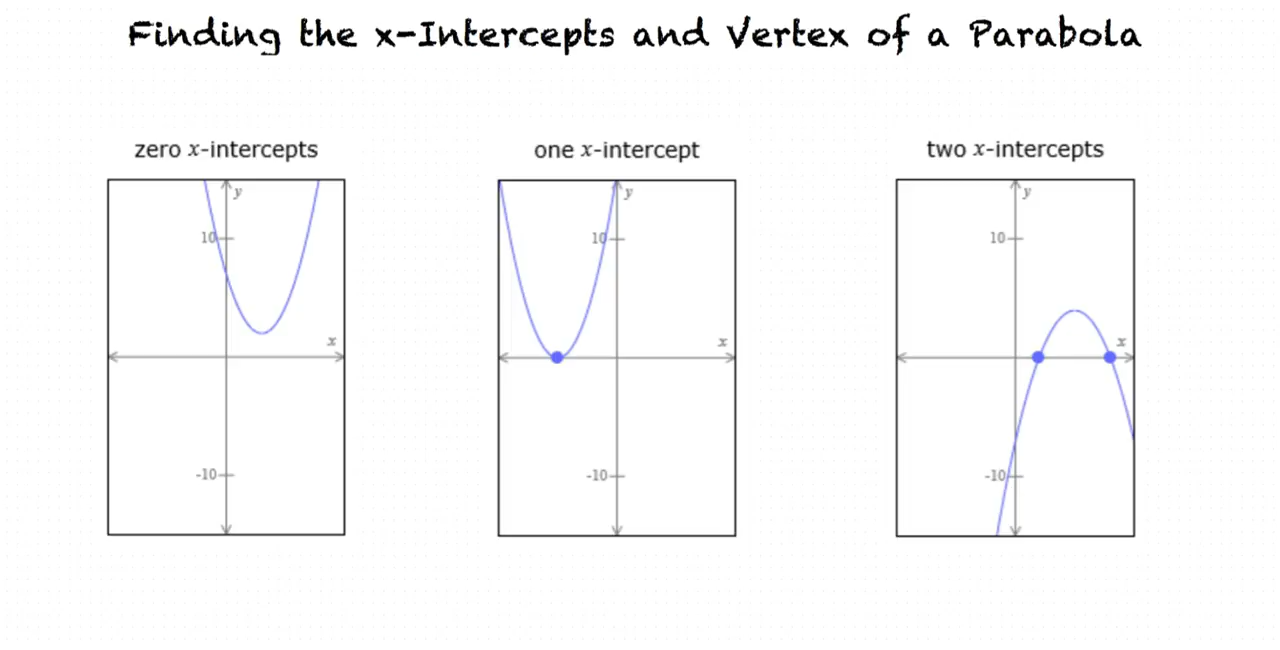 Finding the x-Intercepts and Vertex of a Parabola
zero x-intercepts
y
10
x
-10
one x-intercept
y
10
x
-10
two x-intercepts
y
10
x
-10